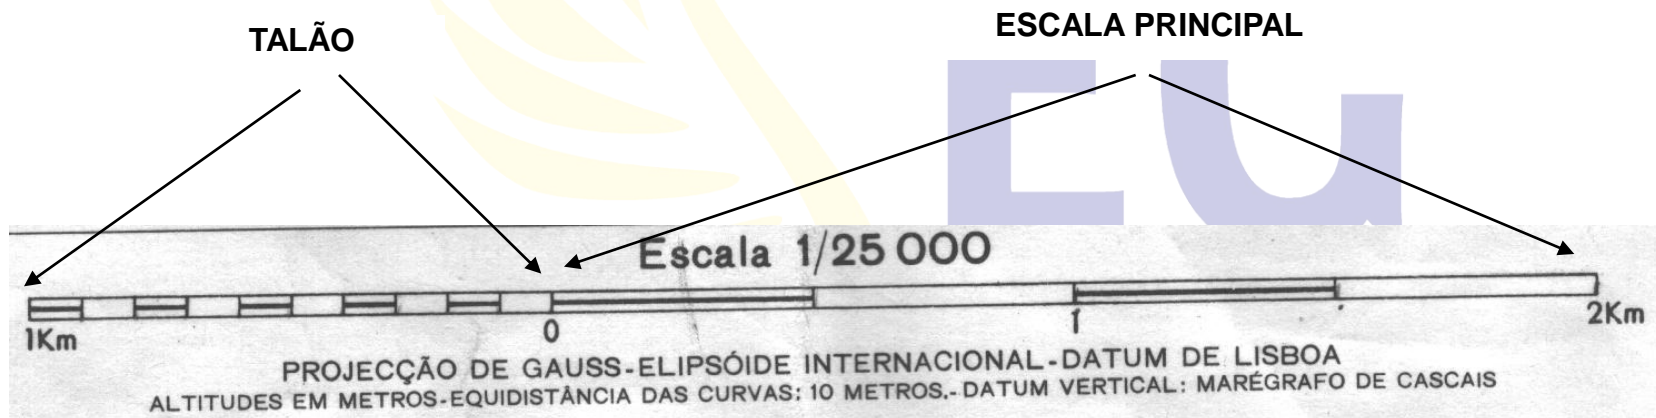 TALÃO
ESCALA PRINCIPAL
EG
Escala 1/25 000
1Km 0 1 2Km
PROJECÇÃO DE GAUSS-ELIPSÓIDE INTERNACIONAL-DATUM DE LISBOA
ALTITUDES EM METROS-EQUIDISTÂNCIA DAS CURVAS: 10 METROS.-DATUM VERTICAL: MARÉGRAFO DE CASCAIS